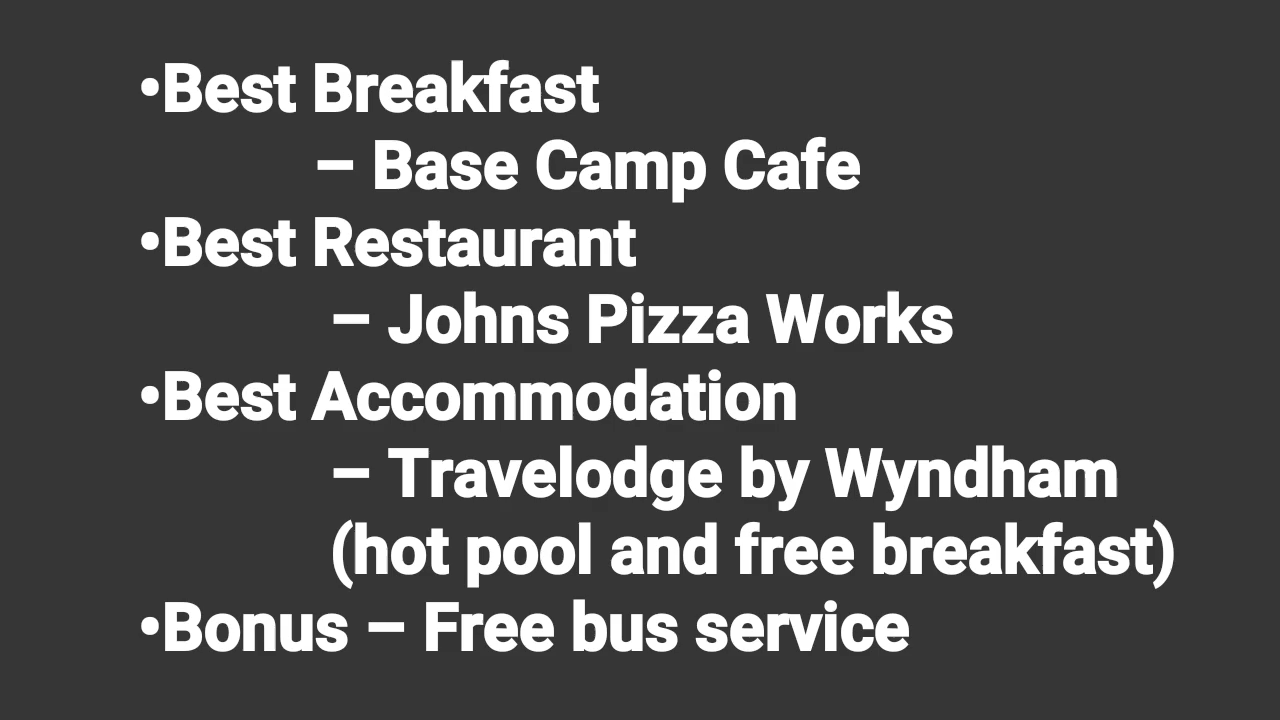 •Best Breakfast
– Base Camp Cafe
•Best Restaurant
– Johns Pizza Works
•Best Accommodation
– Travelodge by Wyndham
(hot pool and free breakfast)
•Bonus – Free bus service